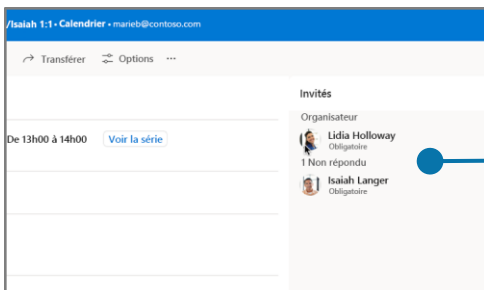 /Isaiah 1:1 • Calendrier • marieb@contoso.com
Transférer Options ...
Invités
Organisateur
Lidia Holloway
Obligatoire
De 13h00 à 14h00 Voir la série
1 Non répondu
Isaiah Langer
Obligatoire